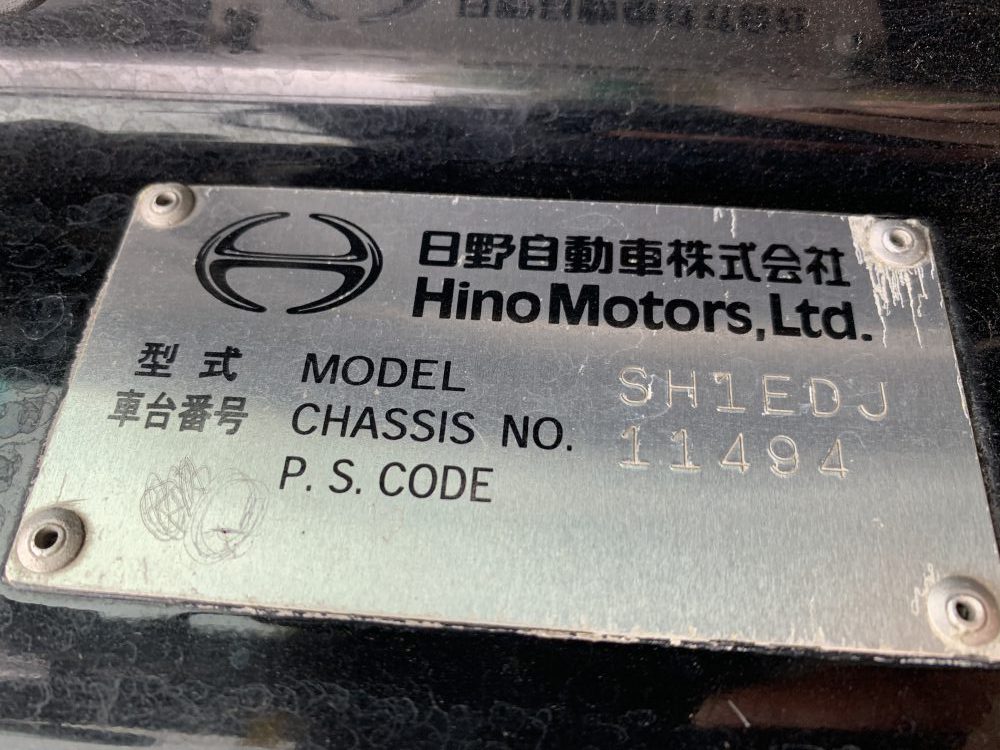 日野自動車株式会社
Hino Motors, Ltd.
型式 MODEL SH1EDJ
車台番号 CHASSIS NO. 11494
P. S. CODE